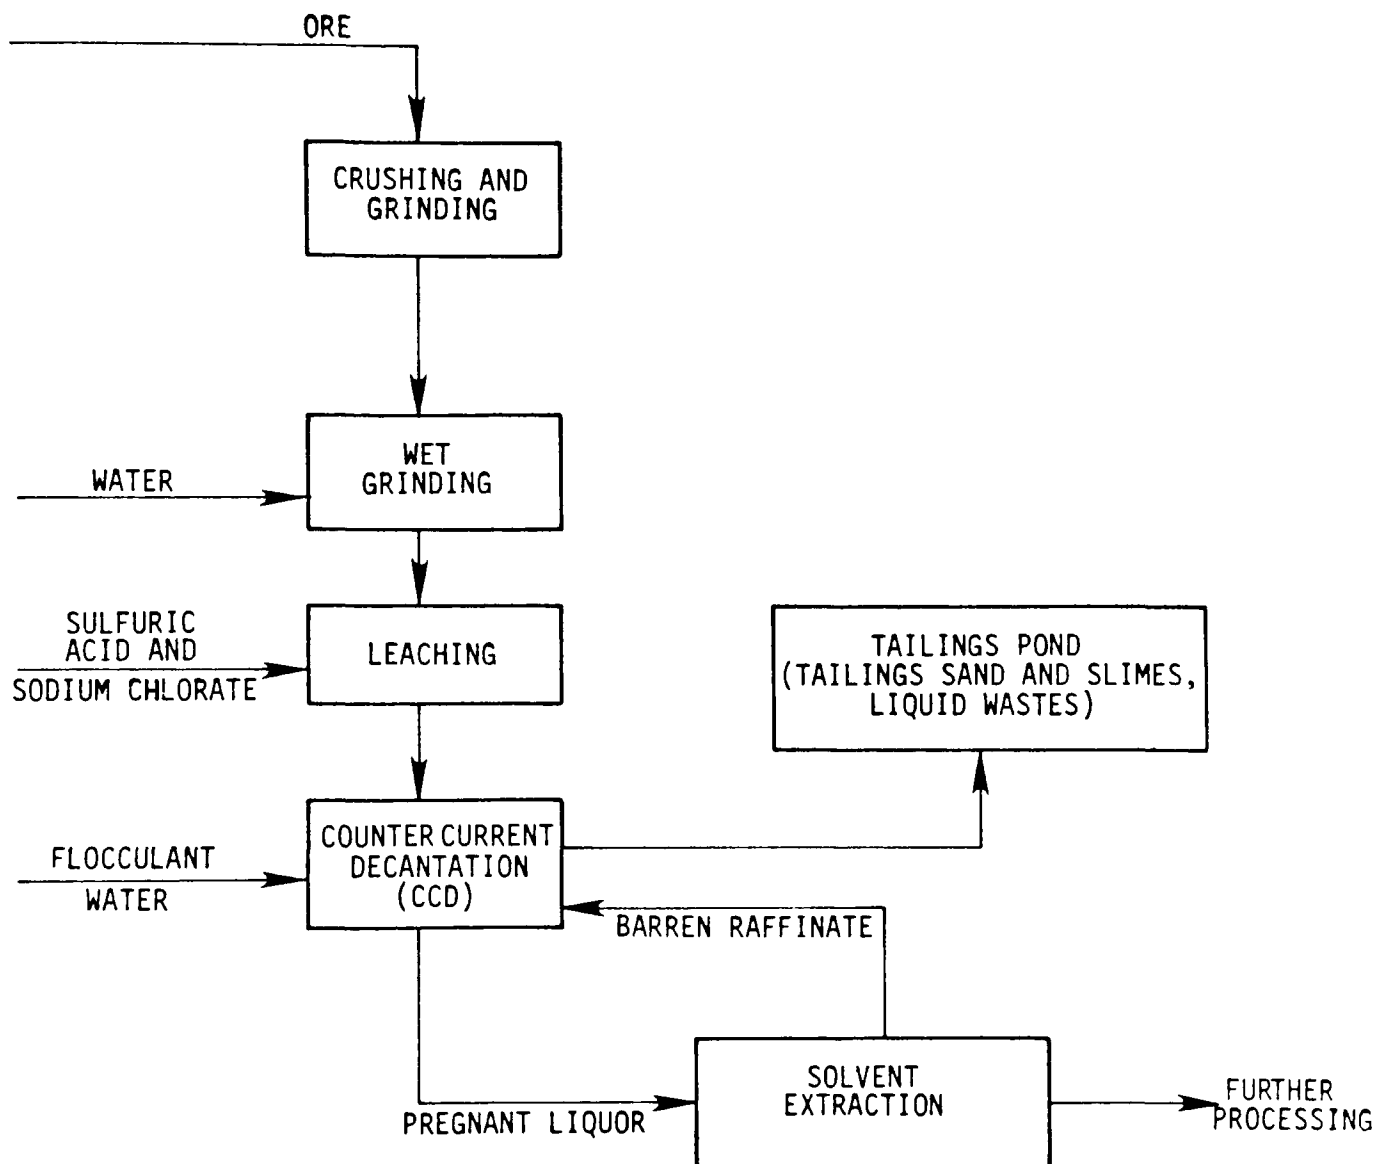 ORE
CRUSHING AND
GRINDING
WET
GRINDING
WATER
SULFURIC
ACID AND
SODIUM CHLORATE
LEACHING
TAILINGS POND
(TAILINGS SAND AND SLIMES,
LIQUID WASTES)
COUNTER CURRENT
DECANTATION
(CCD)
FLOCCULANT
WATER
BARREN RAFFINATE
SOLVENT
EXTRACTION
PREGNANT LIQUOR
FURTHER
PROCESSING